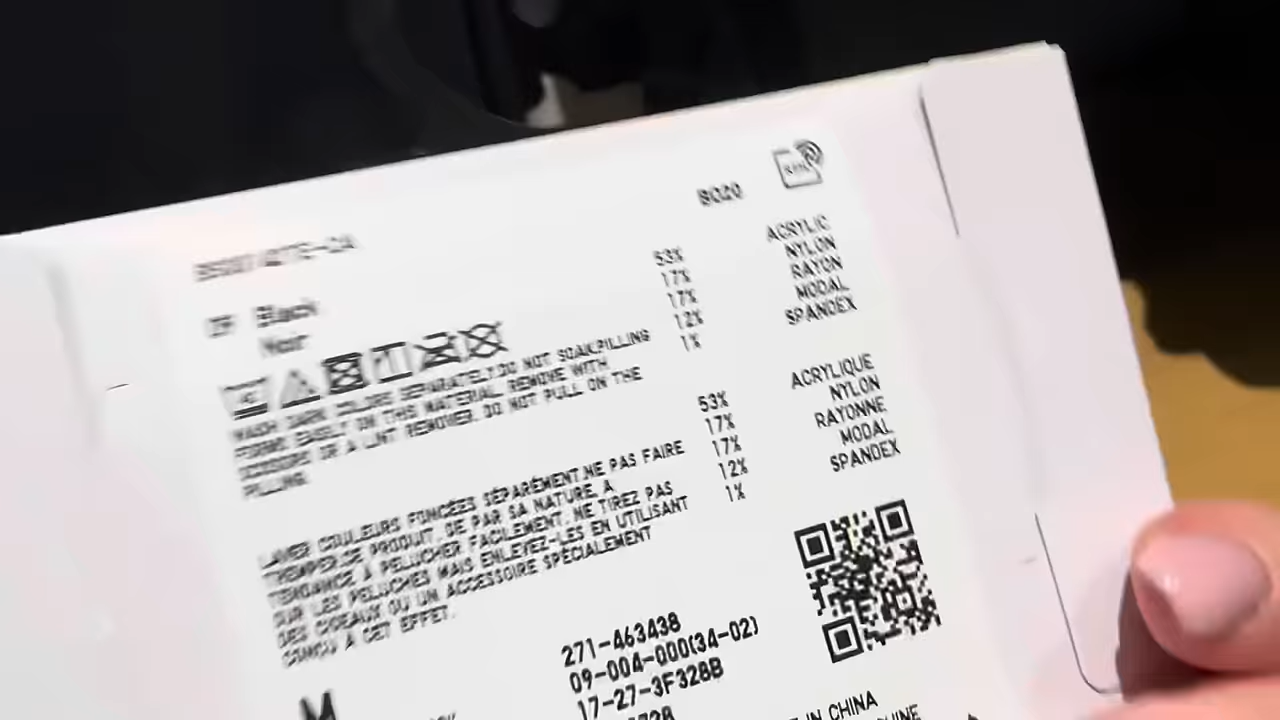 8020
09 Black
Noir
53% ACRYLIC
17% NYLON
17% RAYON
12% MODAL
1% SPANDEX
WASH DARK COLORS SEPARATELY.DO NOT SOAK.PILLING
FORMS EASILY ON THIS MATERIAL. REMOVE WITH
SCISSORS OR A LINT REMOVER. DO NOT PULL ON THE
PILLING.
53% ACRYLIQUE
17% NYLON
17% RAYONNE
12% MODAL
1% SPANDEX
LAVER COULEURS FONCÉES SÉPARÉMENT.NE PAS FAIRE
TREMPER.CE PRODUIT, DE PAR SA NATURE, A
TENDANCE À PELUCHER FACILEMENT. NE TIREZ PAS
SUR LES PELUCHES MAIS ENLEVEZ-LES EN UTILISANT
DES CISEAUX OU UN ACCESSOIRE SPÉCIALEMENT
CONÇU À CET EFFET.
271-463438
09-004-000(34-02)
17-27-3F328B
M
IN CHINA